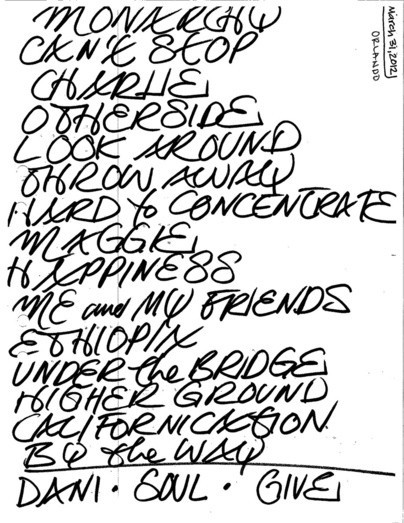 March 31, 2012
ORLANDO
MONARCHY
CAN'T STOP
CHARLIE
OTHERSIDE
LOOK AROUND
THROW AWAY
HARD to CONCENTRATE
MAGGIE
HAPPINESS
ME and MY FRIENDS
ETHIOPIA
UNDER the BRIDGE
HIGHER GROUND
CALIFORNICATION
BY the WAY
DANI · SOUL · GIVE